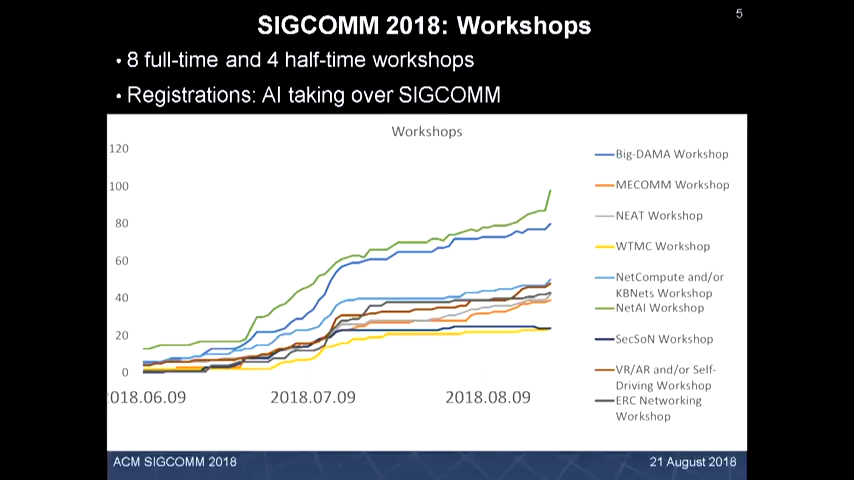 5
SIGCOMM 2018: Workshops
• 8 full-time and 4 half-time workshops
• Registrations: AI taking over SIGCOMM
Workshops
120
100
80
60
40
20
0
018.06.09
2018.07.09
2018.08.09
Big-DAMA Workshop
MECOMM Workshop
NEAT Workshop
WTMC Workshop
NetCompute and/or
KBNets Workshop
NetAI Workshop
SecSoN Workshop
VR/AR and/or Self-
Driving Workshop
ERC Networking
Workshop
ACM SIGCOMM 2018
21 August 2018